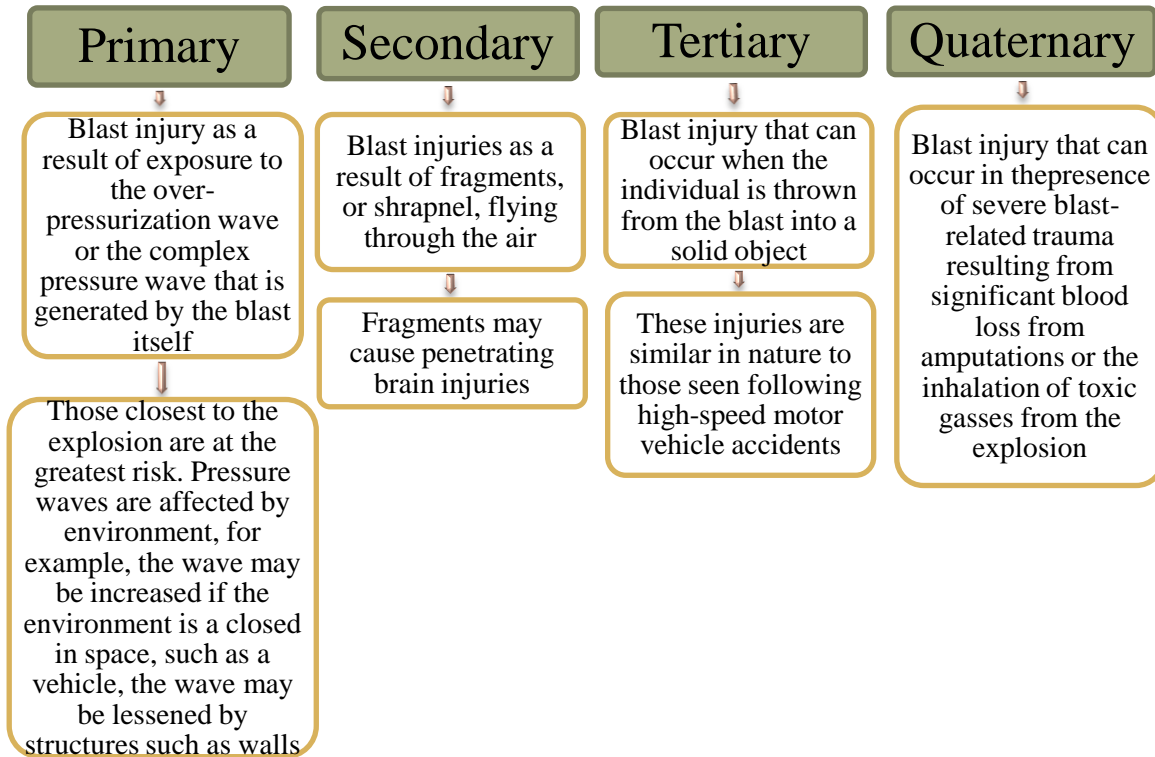 Primary
Blast injury as a
result of exposure to
the over-
pressurization wave
or the complex
pressure wave that is
generated by the blast
itself
Those closest to the
explosion are at the
greatest risk. Pressure
waves are affected by
environment, for
example, the wave may
be increased if the
environment is a closed
in space, such as a
vehicle, the wave may
be lessened by
structures such as walls
Secondary
Blast injuries as a
result of fragments,
or shrapnel, flying
through the air
Fragments may
cause penetrating
brain injuries
Tertiary
Blast injury that can
occur when the
individual is thrown
from the blast into a
solid object
These injuries are
similar in nature to
those seen following
high-speed motor
vehicle accidents
Quaternary
Blast injury that can
occur in thepresence
of severe blast-
related trauma
resulting from
significant blood
loss from
amputations or the
inhalation of toxic
gasses from the
explosion